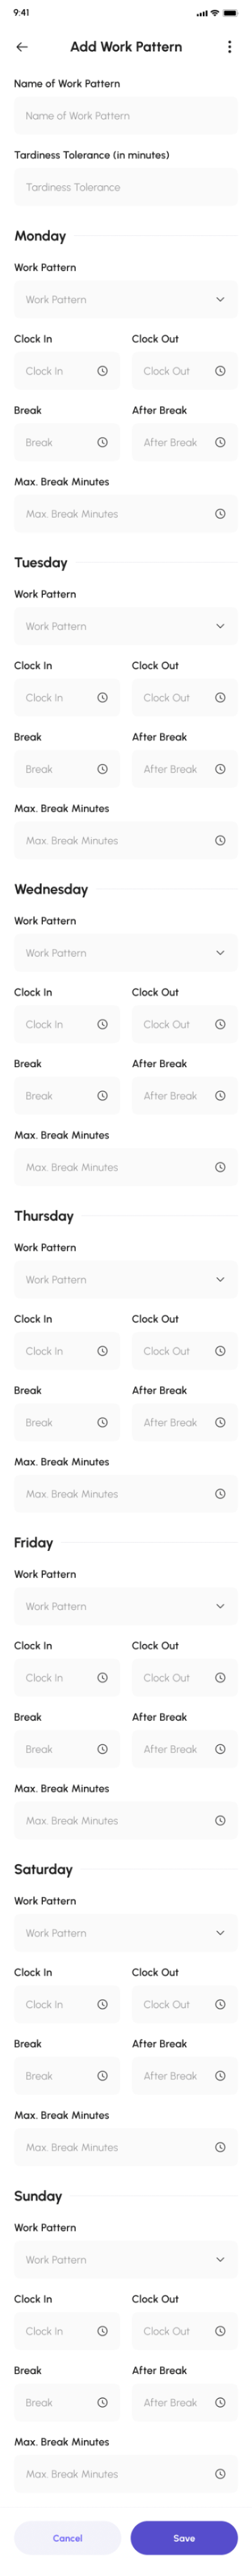 9:41
Add Work Pattern
Name of Work Pattern
Name of Work Pattern
Tardiness Tolerance (in minutes)
Tardiness Tolerance
Monday
Work Pattern
Work Pattern
Clock In Clock Out
Clock In Clock Out
Break After Break
Break After Break
Max. Break Minutes
Max. Break Minutes
Tuesday
Work Pattern
Work Pattern
Clock In Clock Out
Clock In Clock Out
Break After Break
Break After Break
Max. Break Minutes
Max. Break Minutes
Wednesday
Work Pattern
Work Pattern
Clock In Clock Out
Clock In Clock Out
Break After Break
Break After Break
Max. Break Minutes
Max. Break Minutes
Thursday
Work Pattern
Work Pattern
Clock In Clock Out
Clock In Clock Out
Break After Break
Break After Break
Max. Break Minutes
Max. Break Minutes
Friday
Work Pattern
Work Pattern
Clock In Clock Out
Clock In Clock Out
Break After Break
Break After Break
Max. Break Minutes
Max. Break Minutes
Saturday
Work Pattern
Work Pattern
Clock In Clock Out
Clock In Clock Out
Break After Break
Break After Break
Max. Break Minutes
Max. Break Minutes
Sunday
Work Pattern
Work Pattern
Clock In Clock Out
Clock In Clock Out
Break After Break
Break After Break
Max. Break Minutes
Max. Break Minutes
Cancel Save